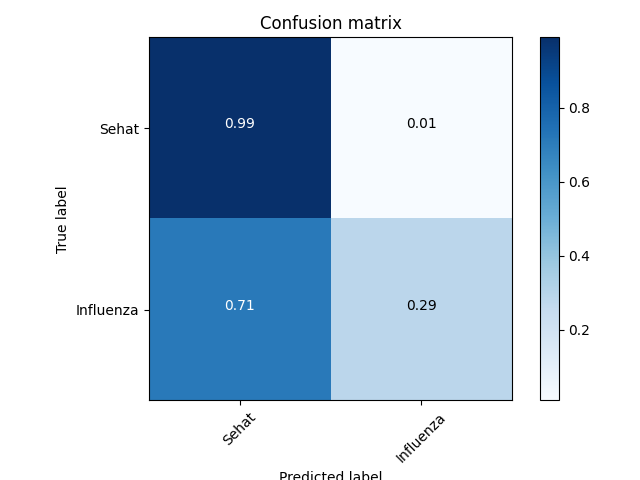 Confusion matrix
True label
Sehat
0.99
0.01
Influenza
0.71
0.29
Sehat
Influenza
Predicted label
0.8
0.6
0.4
0.2